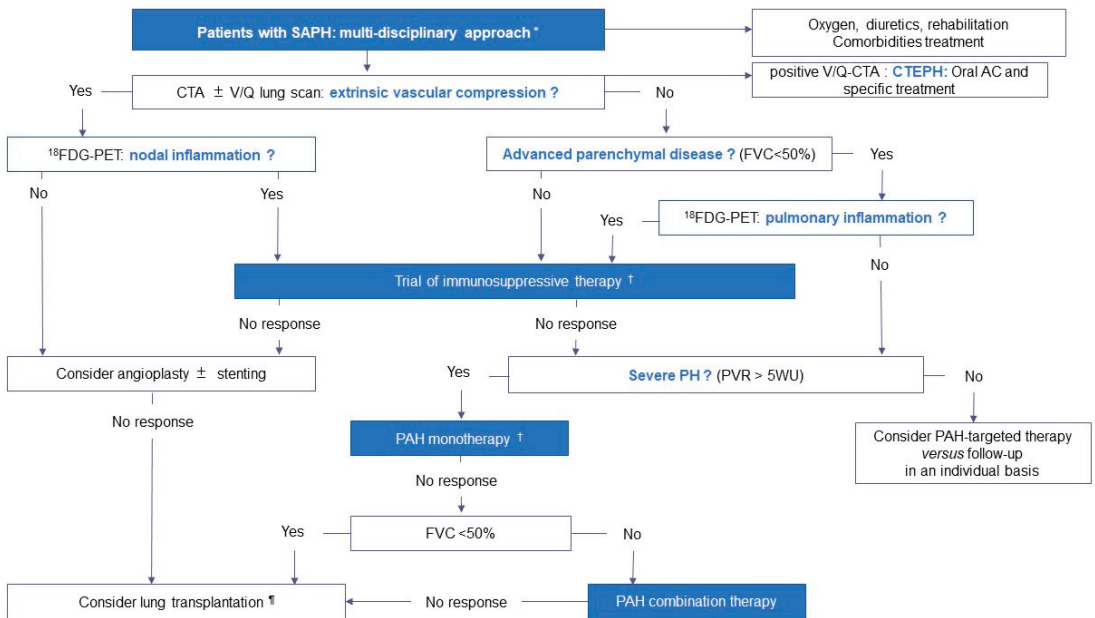 Patients with SAPH: multi-disciplinary approach *
Oxygen, diuretics, rehabilitation
Comorbidities treatment
positive V/Q-CTA : CTEPH: Oral AC and
specific treatment
Yes
CTA ± V/Q lung scan: extrinsic vascular compression ?
No
¹⁸FDG-PET: nodal inflammation ?
Advanced parenchymal disease ? (FVC<50%)
Yes
No
Yes
No
Yes
¹⁸FDG-PET: pulmonary inflammation ?
No
Trial of immunosuppressive therapy †
No response
No response
Consider angioplasty ± stenting
Yes
Severe PH ? (PVR > 5WU)
No
No response
PAH monotherapy †
Consider PAH-targeted therapy
versus follow-up
in an individual basis
No response
Yes
FVC <50%
No
Consider lung transplantation ¶
No response
PAH combination therapy